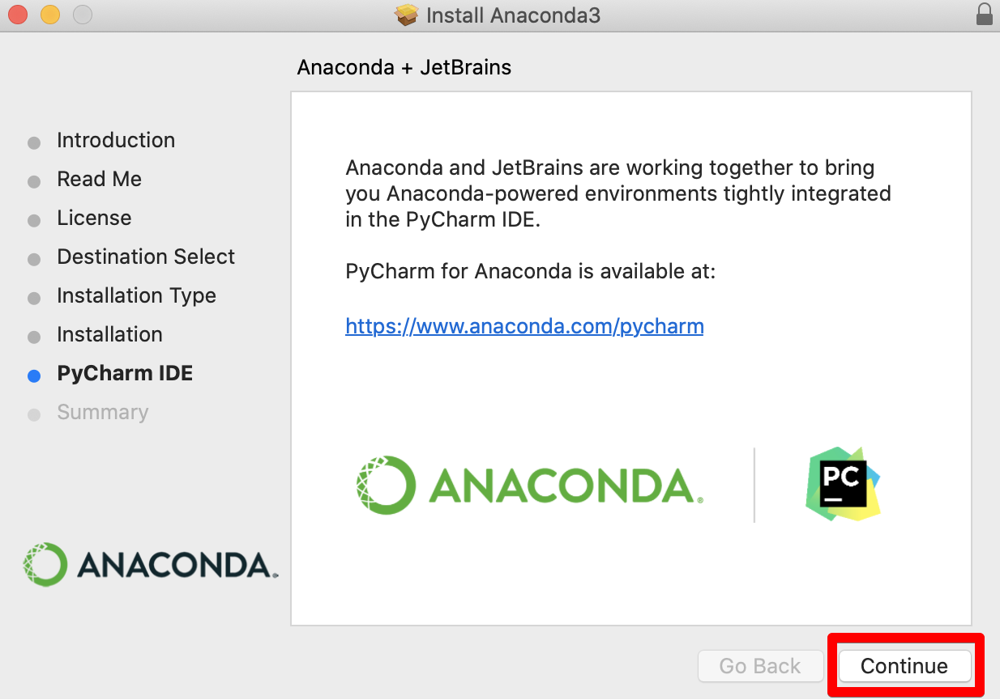 Install Anaconda3
Anaconda + JetBrains
Introduction
Read Me
License
Destination Select
Installation Type
Installation
PyCharm IDE
Summary
Anaconda and JetBrains are working together to bring
you Anaconda-powered environments tightly integrated
in the PyCharm IDE.
PyCharm for Anaconda is available at:
https://www.anaconda.com/pycharm
ANACONDA.®
PC
ANACONDA.®
Go Back
Continue